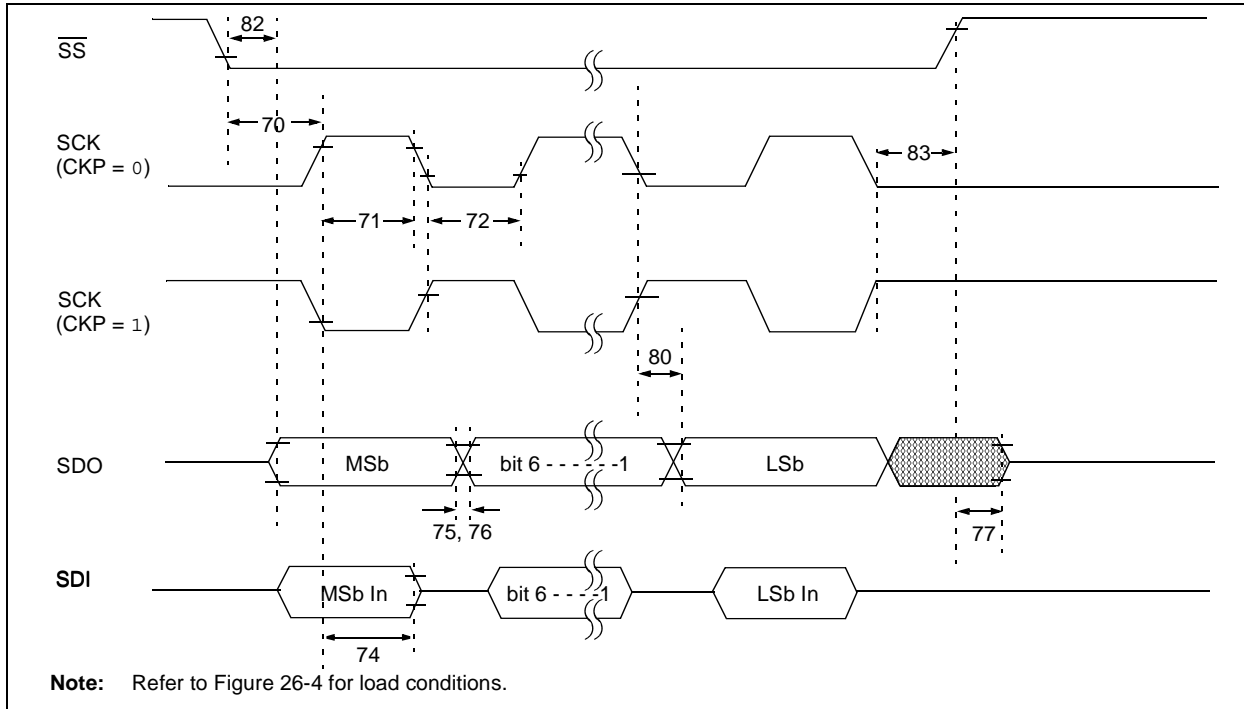 82
SS
70
SCK
(CKP = 0)
83
71
72
SCK
(CKP = 1)
80
SDO
MSb
bit 6 - - - - - -1
LSb
75, 76
77
SDI
MSb In
bit 6 - - - -1
LSb In
74
Note: Refer to Figure 26-4 for load conditions.